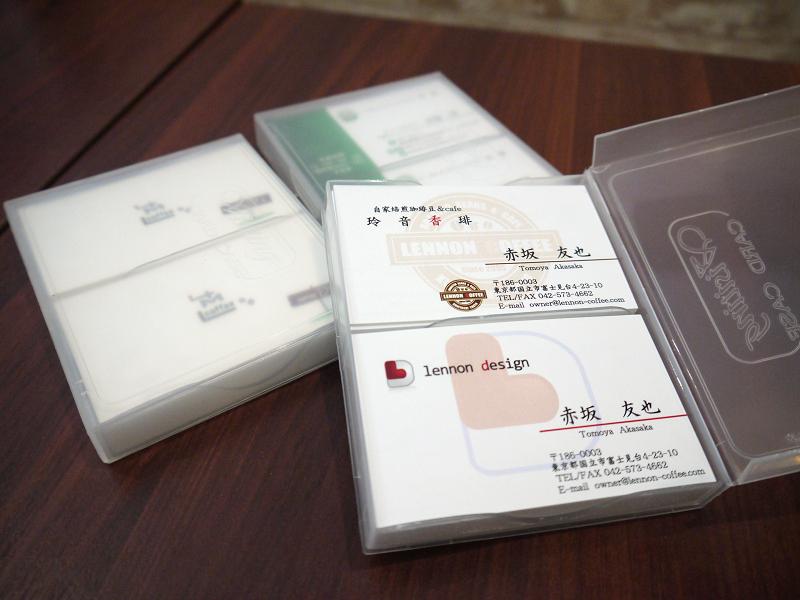 自家焙煎珈琲豆&cafe
玲音香琲
LENNON COFFEE
赤坂 友也
Tomoya Akasaka
LENNON COFFEE
〒186-0003
東京都国立市富士見台4-23-10
TEL/FAX 042-573-4662
E-mail owner@lennon-coffee.com
lennon design
赤坂 友也
Tomoya Akasaka
〒186-0003
東京都国立市富士見台4-23-10
TEL/FAX 042-573-4662
E-mail owner@lennon-coffee.com
CARD CASE